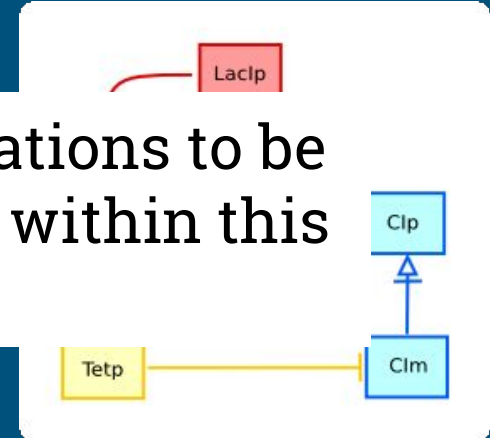 LacIp
ations to be
within this
CIp
Tetp
CIm